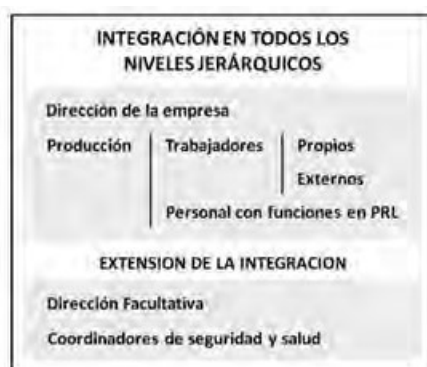 INTEGRACIÓN EN TODOS LOS
NIVELES JERÁRQUICOS
Dirección de la empresa
Producción Trabajadores Propios
Externos
Personal con funciones en PRL
EXTENSION DE LA INTEGRACION
Dirección Facultativa
Coordinadores de seguridad y salud